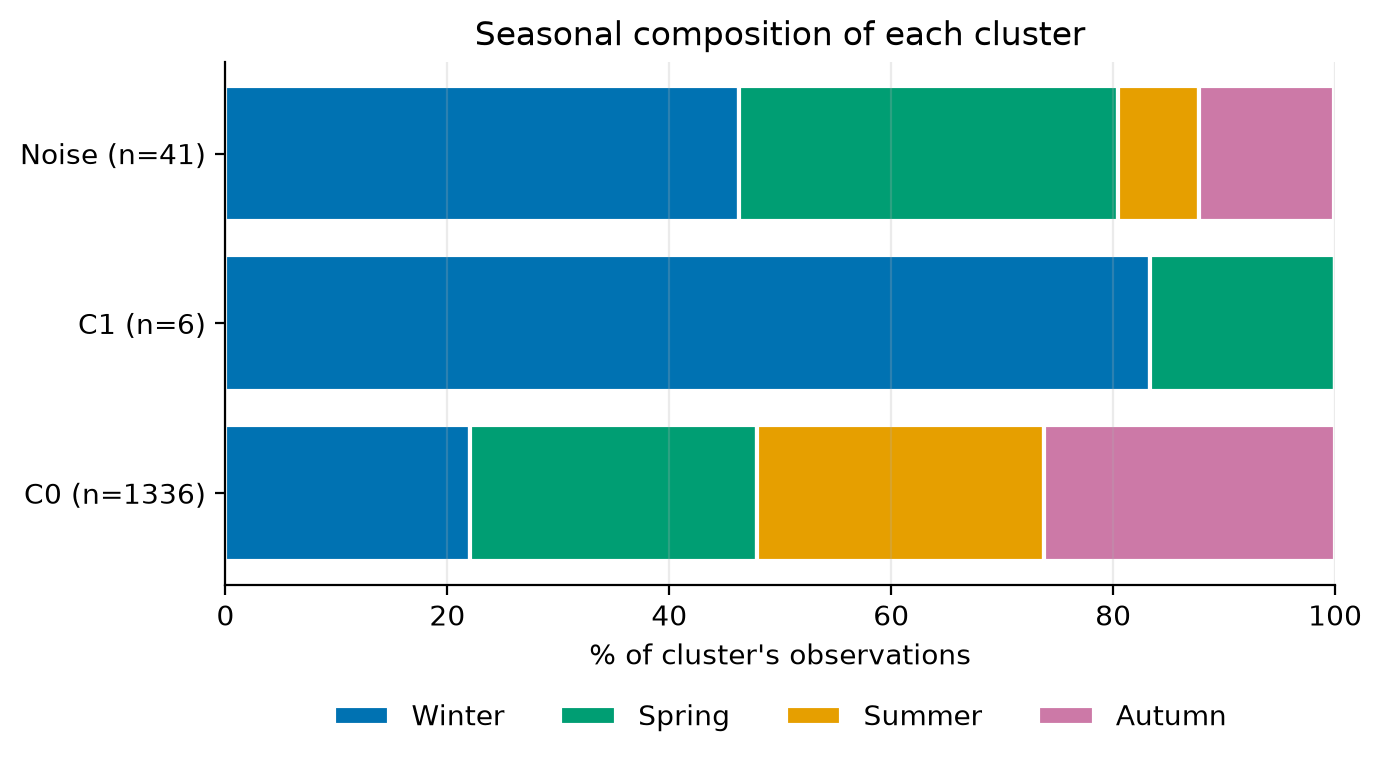 Seasonal composition of each cluster
Noise (n=41)
C1 (n=6)
C0 (n=1336)
0 20 40 60 80 100
% of cluster's observations
Winter Spring Summer Autumn